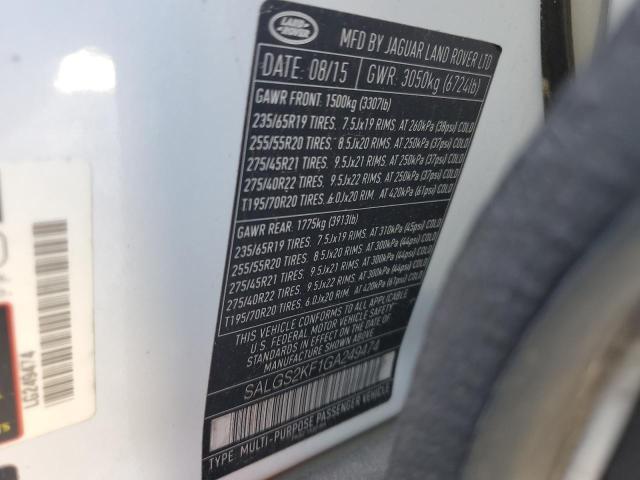 LAND
ROVER
MFD BY JAGUAR LAND ROVER LTD
DATE: 08/15 GWR: 3050kg (6724lb)
GAWR FRONT: 1500kg (3307lb)
235/65R19 TIRES. 7.5Jx19 RIMS. AT 260kPa (38psi) COLD
255/55R20 TIRES. 8.5Jx20 RIMS. AT 250kPa (37psi) COLD
275/45R21 TIRES. 9.5Jx21 RIMS. AT 250kPa (37psi) COLD
275/40R22 TIRES. 9.5Jx22 RIMS. AT 250kPa (37psi) COLD
T195/70R20 TIRES. 6.0Jx20 RIM. AT 420kPa (61psi) COLD
GAWR REAR: 1775kg (3913lb)
235/65R19 TIRES. 7.5Jx19 RIMS. AT 310kPa (45psi) COLD
255/55R20 TIRES. 8.5Jx20 RIMS. AT 300kPa (44psi) COLD
275/45R21 TIRES. 9.5Jx21 RIMS. AT 300kPa (44psi) COLD
275/40R22 TIRES. 9.5Jx22 RIMS. AT 300kPa (44psi) COLD
T195/70R20 TIRES. 6.0Jx20 RIM. AT 420kPa (61psi) COLD
THIS VEHICLE CONFORMS TO ALL APPLICABLE
U.S. FEDERAL MOTOR VEHICLE SAFETY
STANDARDS IN EFFECT ON THE DATE OF
MANUFACTURE SHOWN ABOVE
SALGS2KF1GA249474
TYPE: MULTI-PURPOSE PASSENGER VEHICLE
LG249474